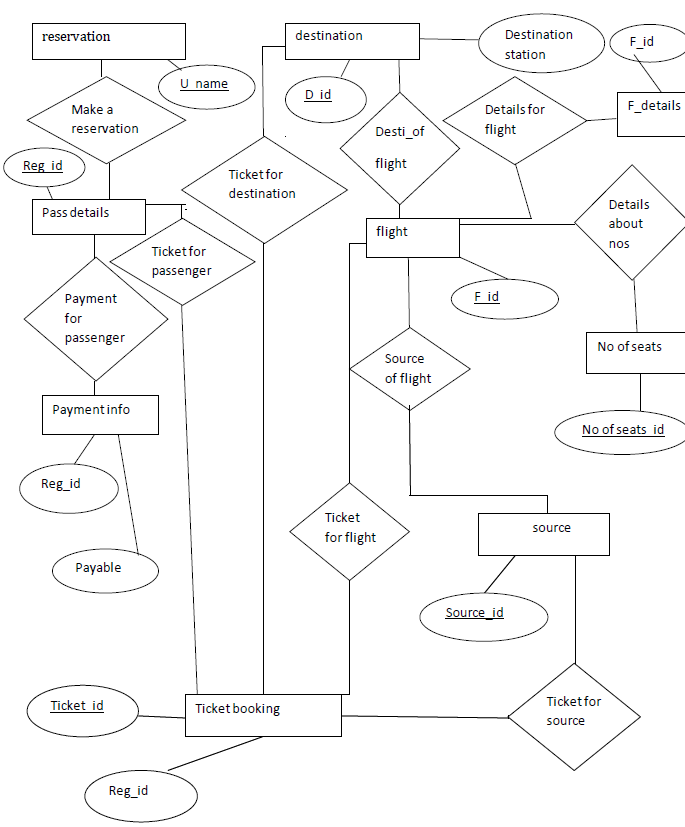 reservation
destination
Destination
station
F_id
U_name
D_id
F_details
Make a
reservation
Desti_of
flight
Details for
flight
Reg_id
Ticket for
destination
Pass details
Details
about
nos
flight
Ticket for
passenger
F_id
Payment
for
passenger
Source
of flight
No of seats
Payment info
No of seats_id
Reg_id
Ticket
for flight
source
Payable
Source_id
Ticket_id
Ticket booking
Ticket for
source
Reg_id